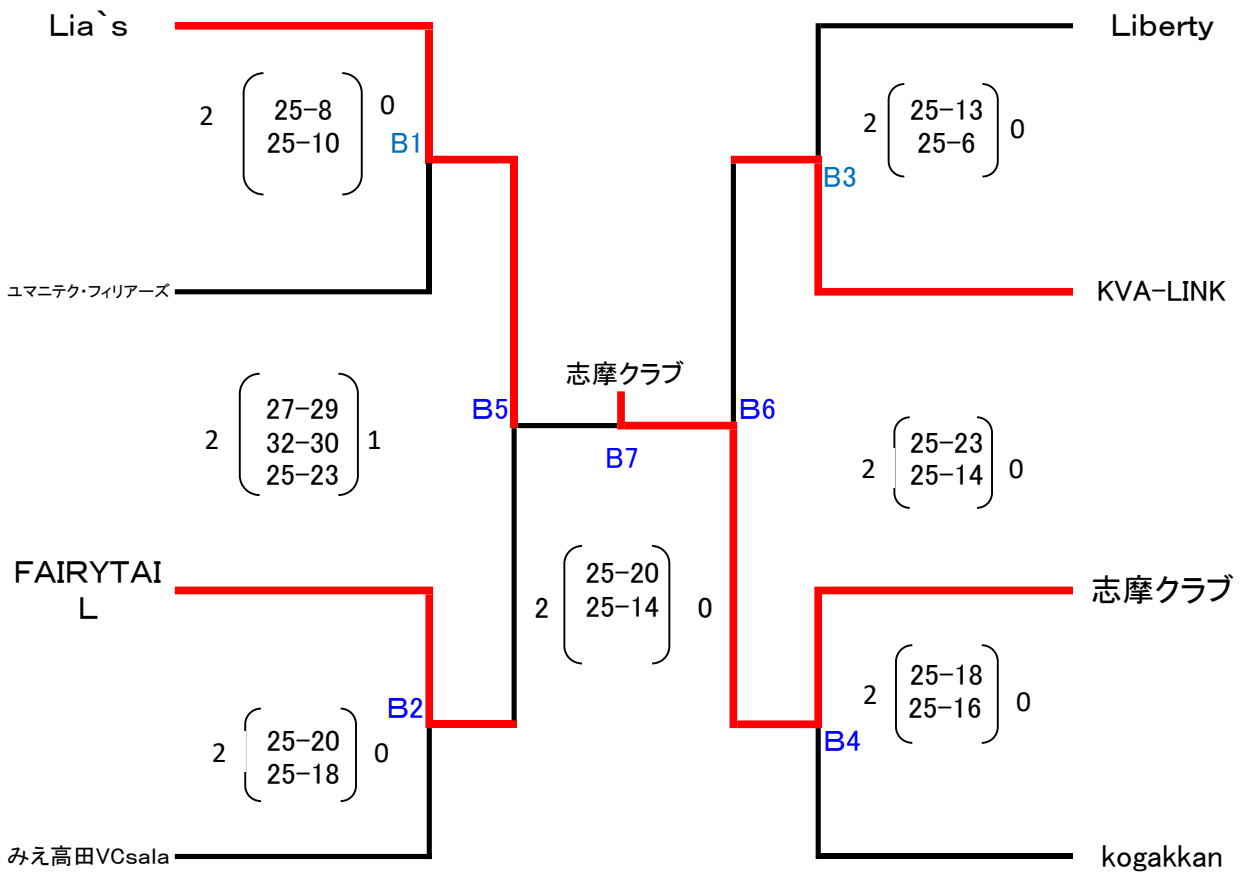 Lia`s
Liberty
2
25-8
25-10
0
B1
2
25-13
25-6
0
B3
ユマニテク・フィリアーズ
KVA-LINK
志摩クラブ
2
27-29
32-30
25-23
1
B5
B6
B7
2
25-23
25-14
0
FAIRYTAI
L
志摩クラブ
2
25-20
25-14
0
2
25-18
25-16
0
B2
B4
2
25-20
25-18
0
みえ高田VCsala
kogakkan